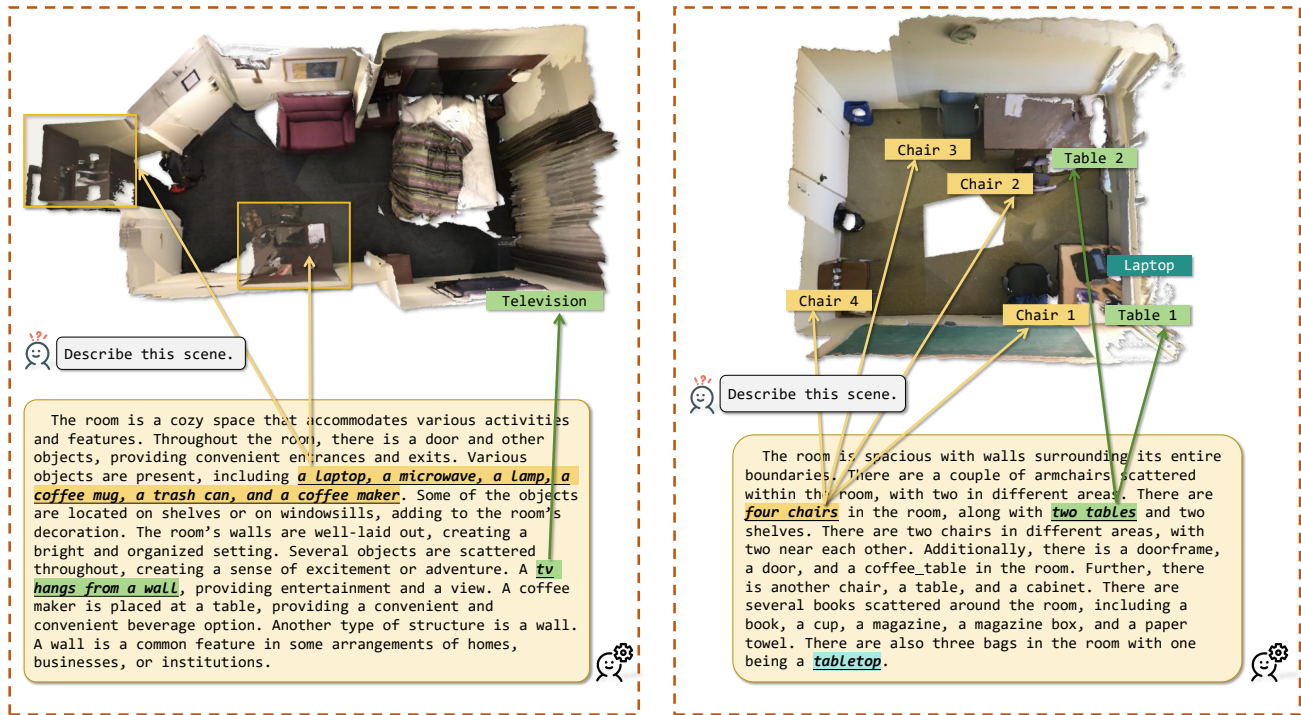 Television
Describe this scene.
The room is a cozy space that accommodates various activities
and features. Throughout the room, there is a door and other
objects, providing convenient entrances and exits. Various
objects are present, including a laptop, a microwave, a lamp, a
coffee mug, a trash can, and a coffee maker. Some of the objects
are located on shelves or on windowsills, adding to the room's
decoration. The room's walls are well-laid out, creating a
bright and organized setting. Several objects are scattered
throughout, creating a sense of excitement or adventure. A tv
hangs from a wall, providing entertainment and a view. A coffee
maker is placed at a table, providing a convenient and
convenient beverage option. Another type of structure is a wall.
A wall is a common feature in some arrangements of homes,
businesses, or institutions.
Chair 3
Table 2
Chair 2
Laptop
Chair 4
Chair 1
Table 1
Describe this scene.
The room is spacious with walls surrounding its entire
boundaries. There are a couple of armchairs scattered
within the room, with two in different areas. There are
four chairs in the room, along with two tables and two
shelves. There are two chairs in different areas, with
two near each other. Additionally, there is a doorframe,
a door, and a coffee_table in the room. Further, there
is another chair, a table, and a cabinet. There are
several books scattered around the room, including a
book, a cup, a magazine, a magazine box, and a paper
towel. There are also three bags in the room with one
being a tabletop.